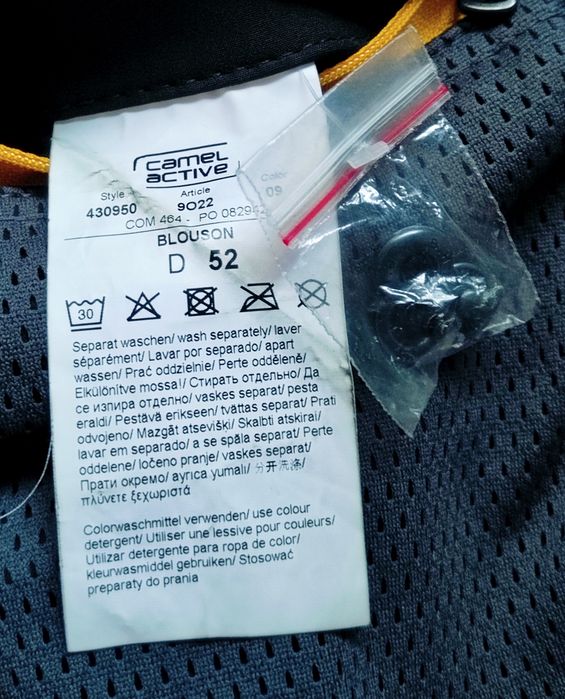 camel
active
Style Article Color
430950 9022 09
COM 464 - PO 0829
BLOUSON
D 52
30
Separat waschen/ wash separately/ laver
séparément/ Lavar por separado/ apart
wassen/ Prać oddzielnie/ Perte odděleně/
Elkülönítve mossa!/ Стирать отдельно/ Да
се изпира отделно/ vaskes separat/ pesta
eraldi/ Pestävä erikseen/ tvättas separat/ Prati
odvojeno/ Mazgāt atsevišķi/ Skalbti atskirai/
lavar em separado/ a se spăla separat/ Perte
oddelene/ ločeno pranje/ vaskes separat/
Прати окремо/ ayrıca yumalı/ 分开洗涤/
πλύνετε ξεχωριστά
Colorwaschmittel verwenden/ use colour
detergent/ Utiliser une lessive pour couleurs/
Utilizar detergente para ropa de color/
kleurwasmiddel gebruiken/ Stosować
preparaty do prania